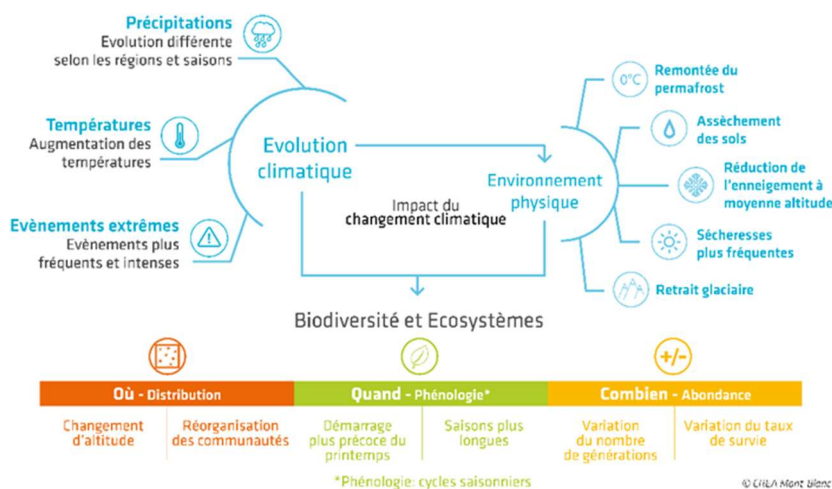 Précipitations
Evolution différente
selon les régions et saisons
Températures
Augmentation des
températures
Evènements extrêmes
Evènements plus
fréquents et intenses
Evolution
climatique
Impact du
changement climatique
Environnement
physique
0°C
Remontée du
permafrost
Assèchement
des sols
Réduction de
l'enneigement à
moyenne altitude
Sécheresses
plus fréquentes
Retrait glaciaire
Biodiversité et Ecosystèmes
+/-
Où - Distribution
Quand - Phénologie*
Combien - Abondance
Changement
d'altitude
Réorganisation
des communautés
Démarrage
plus précoce du
printemps
Saisons plus
longues
Variation
du nombre
de générations
Variation du taux
de survie
*Phénologie: cycles saisonniers
© CREA Mont Blanc